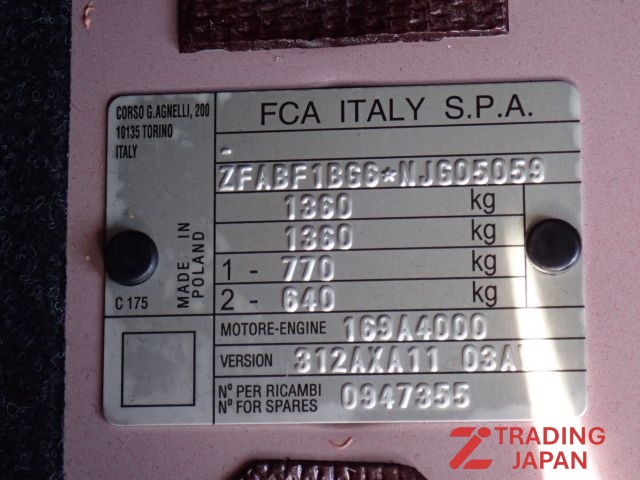 CORSO G.AGNELLI, 200
10135 TORINO
ITALY
FCA ITALY S.P.A.
-
ZFABF1BG6*NJG05059
1360 kg
1360 kg
1 - 770 kg
2 - 640 kg
MADE IN
POLAND
C 175
MOTORE-ENGINE 169A4000
VERSION 312AXA11
N° PER RICAMBI
N° FOR SPARES 0947355
TRADING
JAPAN